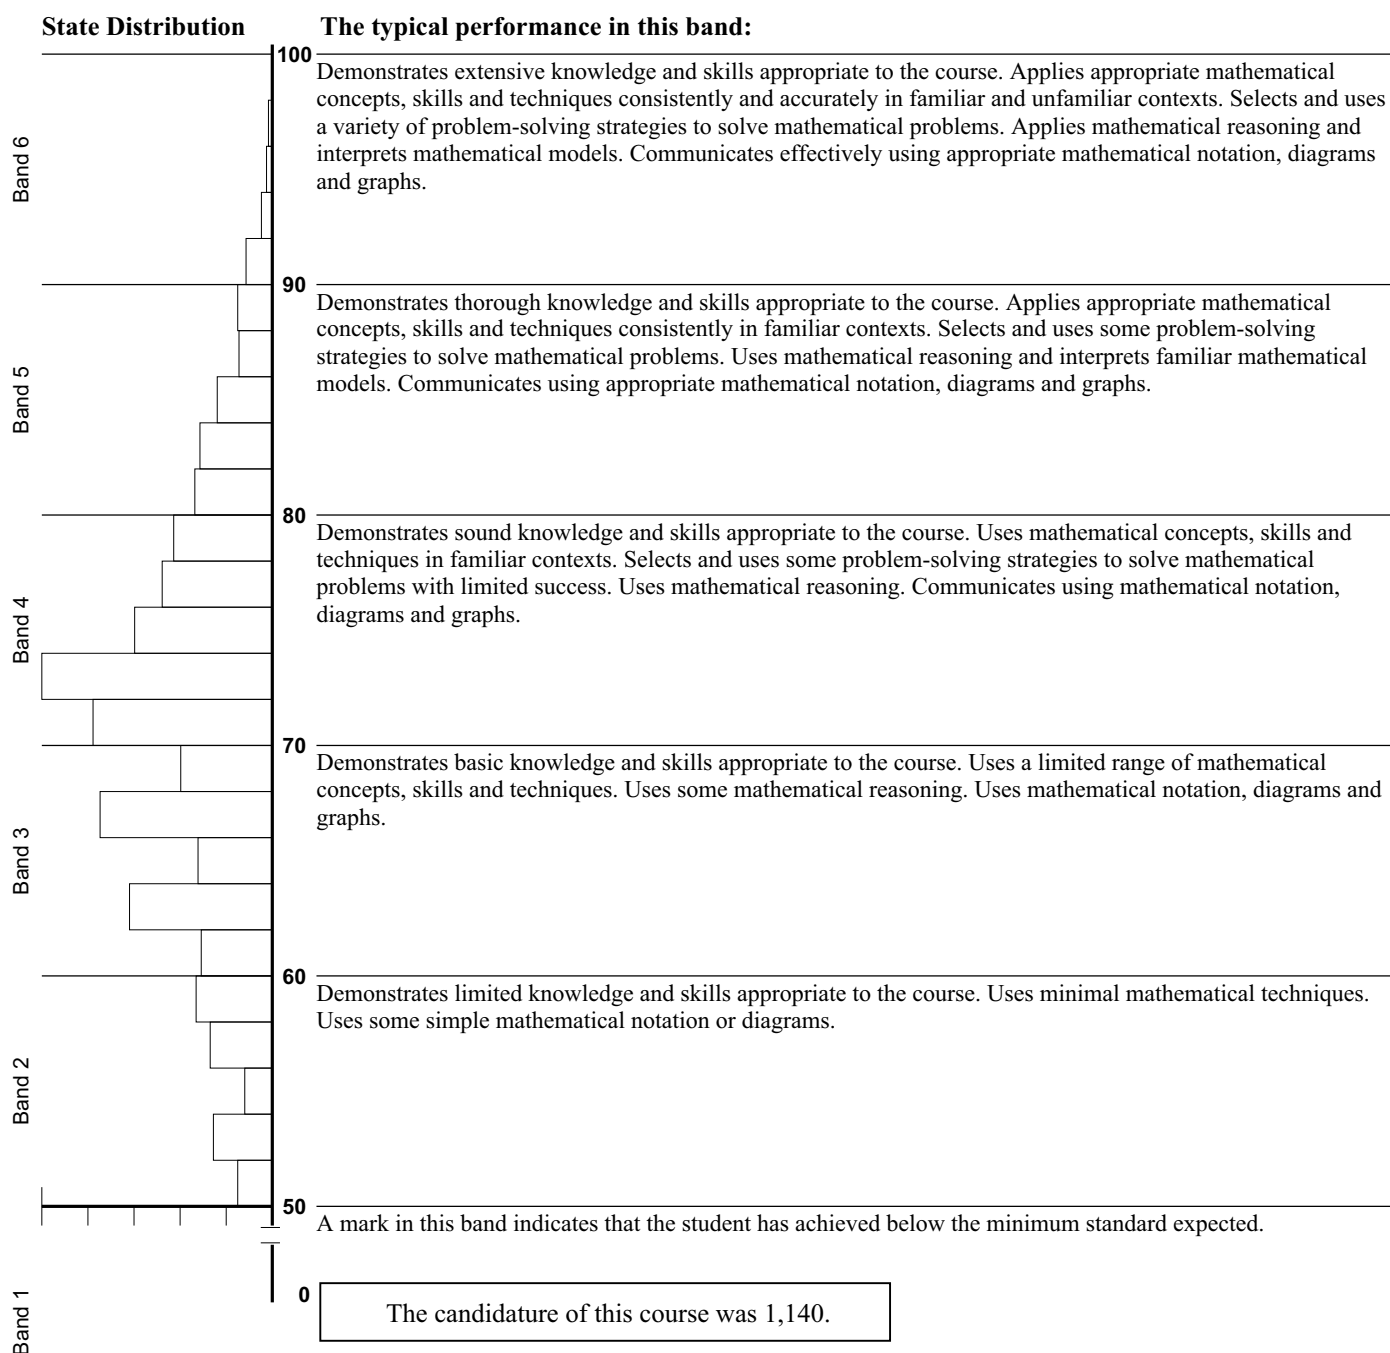 State Distribution
The typical performance in this band:
100
Demonstrates extensive knowledge and skills appropriate to the course. Applies appropriate mathematical
concepts, skills and techniques consistently and accurately in familiar and unfamiliar contexts. Selects and uses
a variety of problem-solving strategies to solve mathematical problems. Applies mathematical reasoning and
interprets mathematical models. Communicates effectively using appropriate mathematical notation, diagrams
and graphs.
Band 6
90
Demonstrates thorough knowledge and skills appropriate to the course. Applies appropriate mathematical
concepts, skills and techniques consistently in familiar contexts. Selects and uses some problem-solving
strategies to solve mathematical problems. Uses mathematical reasoning and interprets familiar mathematical
models. Communicates using appropriate mathematical notation, diagrams and graphs.
Band 5
80
Demonstrates sound knowledge and skills appropriate to the course. Uses mathematical concepts, skills and
techniques in familiar contexts. Selects and uses some problem-solving strategies to solve mathematical
problems with limited success. Uses mathematical reasoning. Communicates using mathematical notation,
diagrams and graphs.
Band 4
70
Demonstrates basic knowledge and skills appropriate to the course. Uses a limited range of mathematical
concepts, skills and techniques. Uses some mathematical reasoning. Uses mathematical notation, diagrams and
graphs.
Band 3
60
Demonstrates limited knowledge and skills appropriate to the course. Uses minimal mathematical techniques.
Uses some simple mathematical notation or diagrams.
Band 2
50
A mark in this band indicates that the student has achieved below the minimum standard expected.
Band 1
0
The candidature of this course was 1,140.